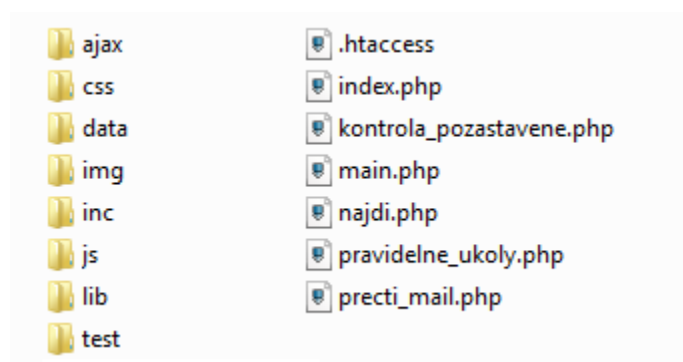 ajax
css
data
img
inc
js
lib
test
.htaccess
index.php
kontrola_pozastavene.php
main.php
najdi.php
pravidelne_ukoly.php
precti_mail.php